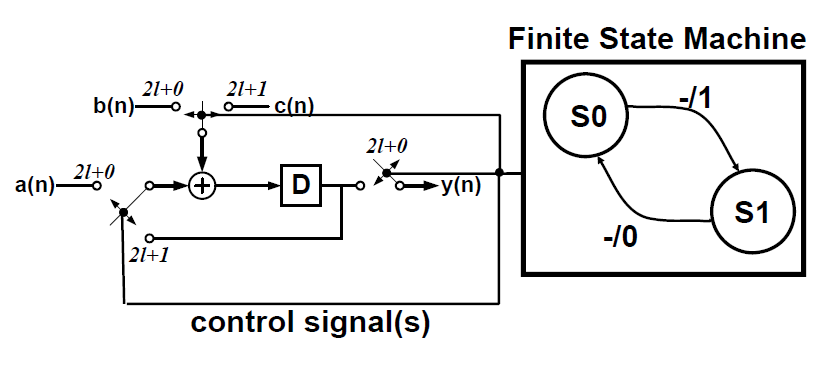 Finite State Machine
2l+0 2l+1
b(n) c(n)
-/1
S0
2l+0
2l+0
a(n) + D y(n)
S1
-/0
2l+1
control signal(s)